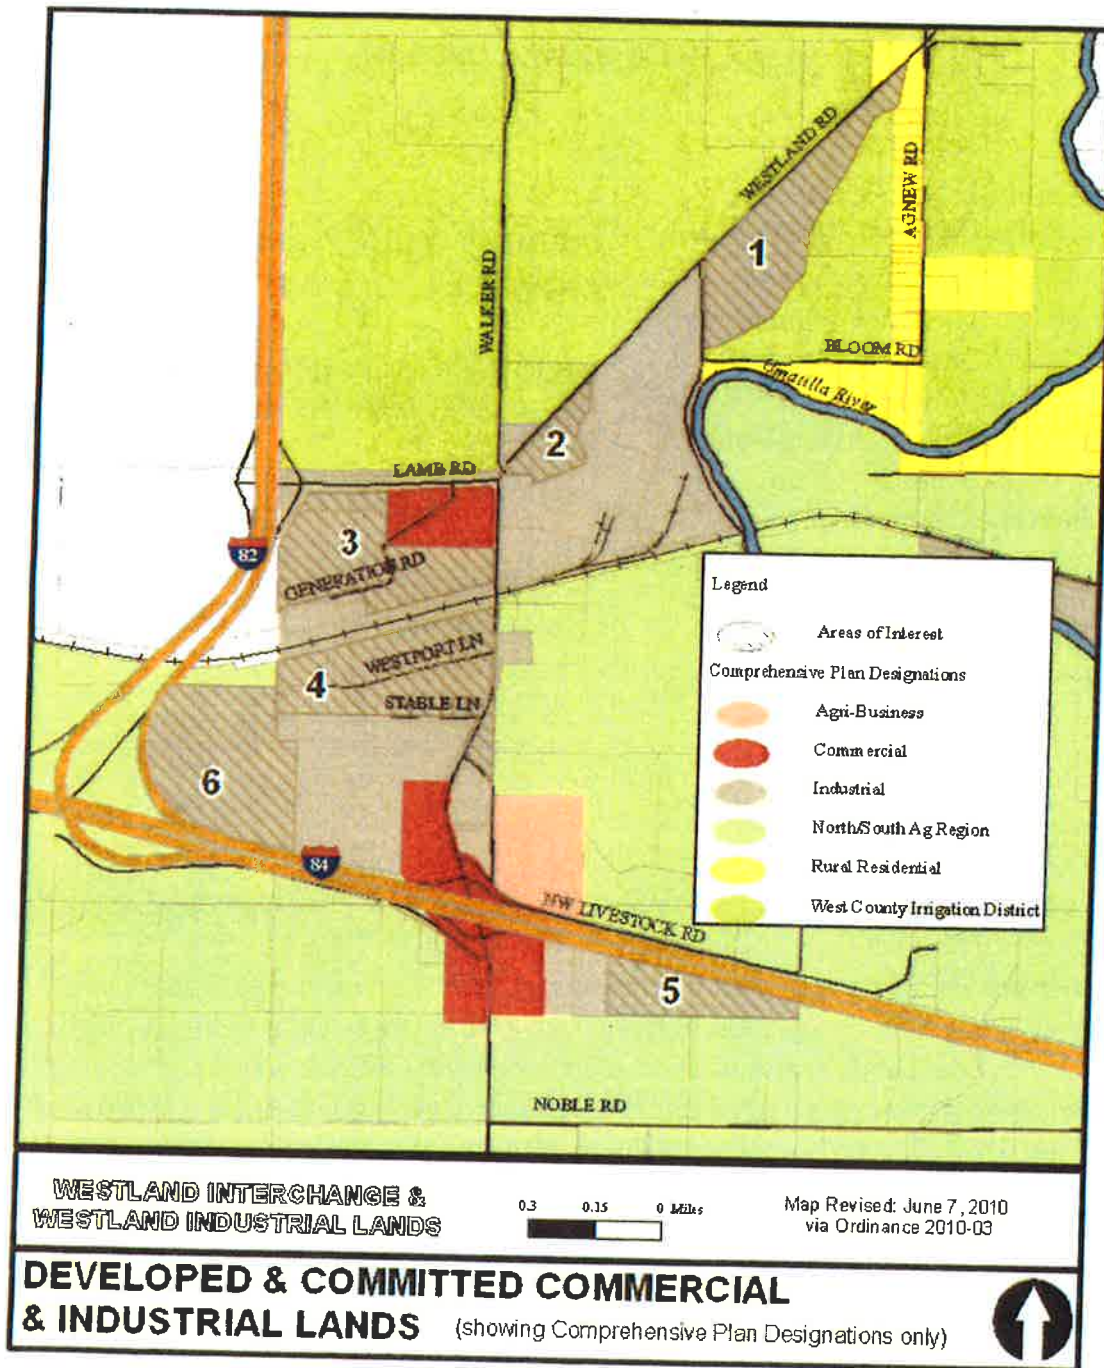 WESTLAND RD
AGNEW RD
1
WALKER RD
BLOOM RD
Umatilla River
2
LAMB RD
3
82
GENERATION RD
Legend
Areas of Interest
WESTPORT LN
Comprehensive Plan Designations
4
STABLE LN
Agri-Business
Commercial
6
Industrial
North/South Ag Region
84
Rural Residential
West County Irrigation District
NW LIVESTOCK RD
5
NOBLE RD
WESTLAND INTERCHANGE &
WESTLAND INDUSTRIAL LANDS
0.3 0.15 0 Miles
Map Revised: June 7, 2010
via Ordinance 2010-03
DEVELOPED & COMMITTED COMMERCIAL
& INDUSTRIAL LANDS (showing Comprehensive Plan Designations only)